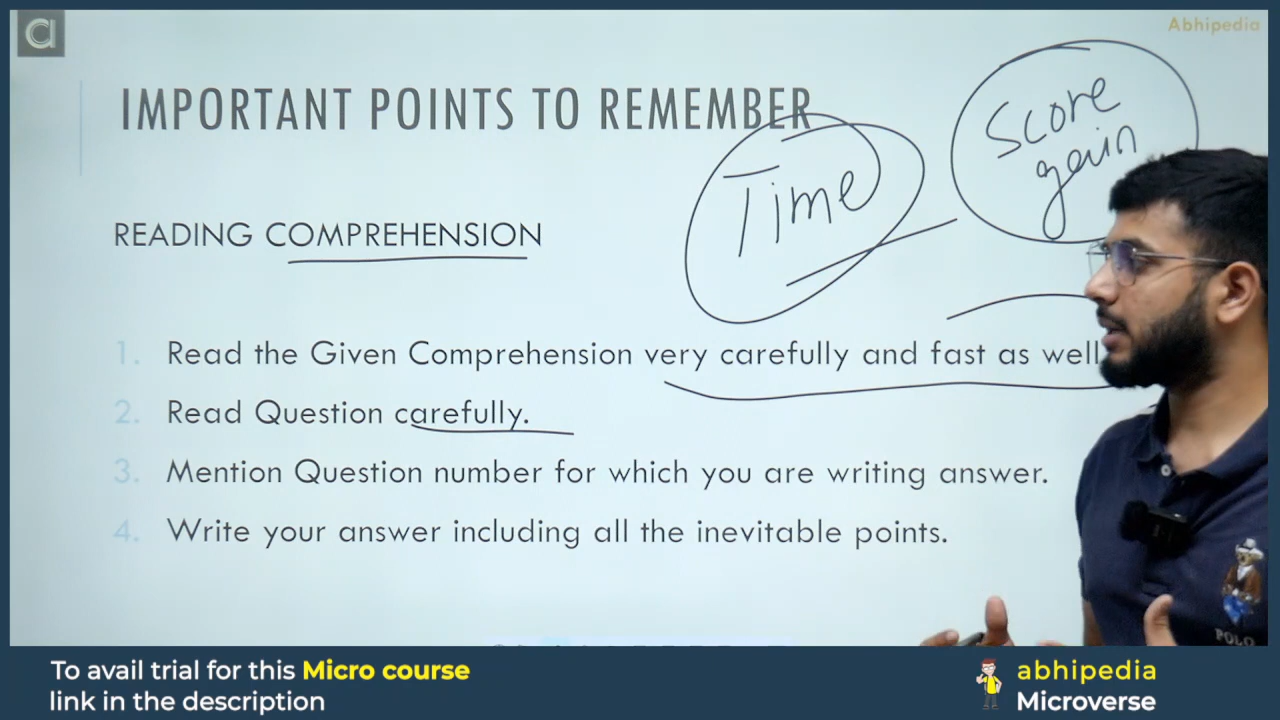 Abhipedia
IMPORTANT POINTS TO REMEMBER
Time
Score
gain
READING COMPREHENSION
1. Read the Given Comprehension very carefully and fast as well
2. Read Question carefully.
3. Mention Question number for which you are writing answer.
4. Write your answer including all the inevitable points.
POLO
To avail trial for this Micro course
link in the description
abhipedia
Microverse